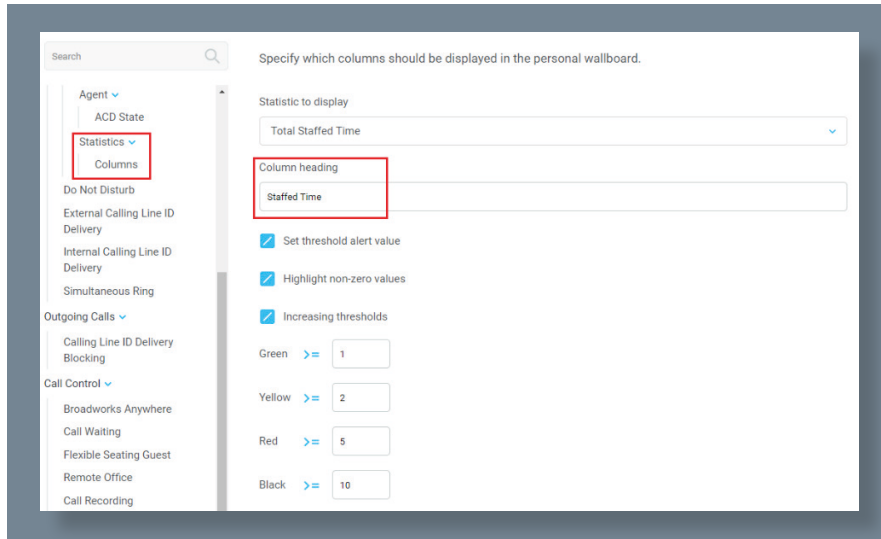 Search
Agent
ACD State
Statistics
Columns
Do Not Disturb
External Calling Line ID
Delivery
Internal Calling Line ID
Delivery
Simultaneous Ring
Outgoing Calls
Calling Line ID Delivery
Blocking
Call Control
Broadworks Anywhere
Call Waiting
Flexible Seating Guest
Remote Office
Call Recording
Specify which columns should be displayed in the personal wallboard.
Statistic to display
Total Staffed Time
Column heading
Staffed Time
Set threshold alert value
Highlight non-zero values
Increasing thresholds
Green >= 1
Yellow >= 2
Red >= 5
Black >= 10